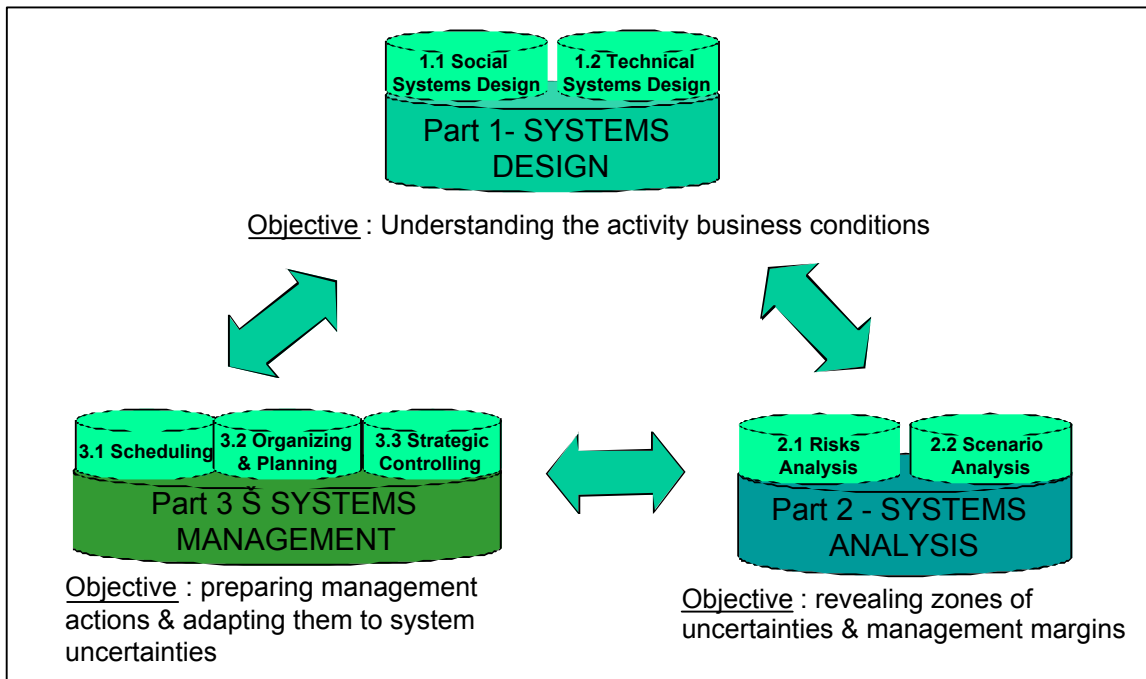 1.1 Social
Systems Design
1.2 Technical
Systems Design
Part 1- SYSTEMS
DESIGN
Objective : Understanding the activity business conditions
3.1 Scheduling
3.2 Organizing
& Planning
3.3 Strategic
Controlling
Part 3 Š SYSTEMS
MANAGEMENT
Objective : preparing management
actions & adapting them to system
uncertainties
2.1 Risks
Analysis
2.2 Scenario
Analysis
Part 2 - SYSTEMS
ANALYSIS
Objective : revealing zones of
uncertainties & management margins